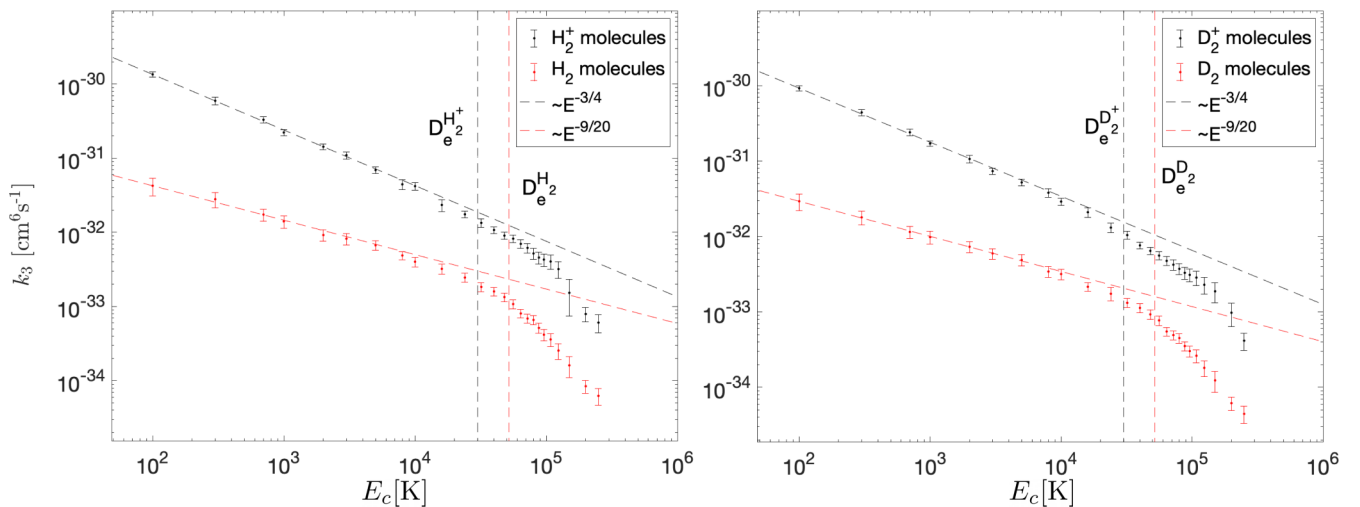 k₃ [cm⁶s⁻¹]
10⁻³⁰
10⁻³¹
10⁻³²
10⁻³³
10⁻³⁴
H₂⁺ molecules
H₂ molecules
~E⁻³/⁴
~E⁻⁹/²⁰
Dₑ^H₂⁺
Dₑ^H₂
10² 10³ 10⁴ 10⁵ 10⁶
E_c[K]
10⁻³⁰
10⁻³¹
10⁻³²
10⁻³³
10⁻³⁴
D₂⁺ molecules
D₂ molecules
~E⁻³/⁴
~E⁻⁹/²⁰
Dₑ^D₂⁺
Dₑ^D₂
10² 10³ 10⁴ 10⁵ 10⁶
E_c[K]